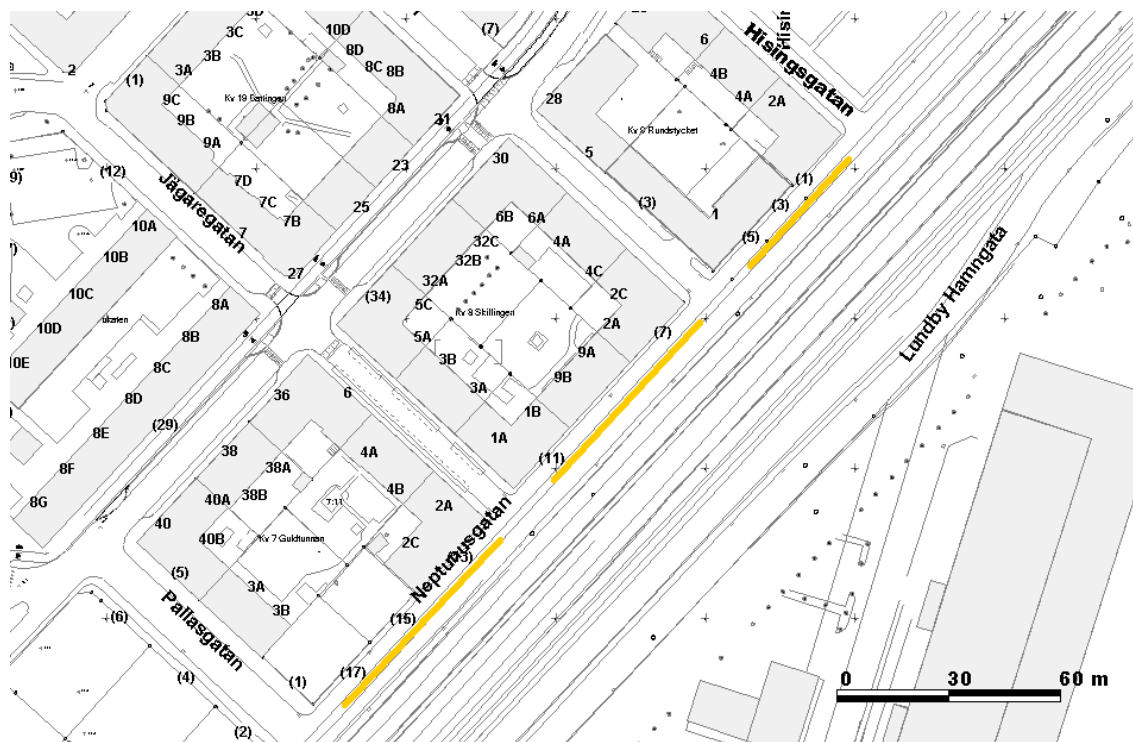 3C
10D
(7)
Hisingsgatan
Hising
6
3B
8D
2
(1)
3A
8C
8B
4B
4A
2A
9C
Kv 19 Barlingen
8A
28
9B
21
Kv 9 Rundstycket
9A
23
30
5
(12)
7D
(1)
Jägaregatan
7C
25
(3)
(3)
7B
1
10A
7
6B
6A
(5)
32C
4A
10B
32B
27
32A
4C
10C
8A
(34)
2C
5C
Kv 8 Skillingen
Lundby Hamngata
10D
ukaten
8B
5A
2A
(7)
10E
3B
9A
8C
3A
9B
36
6
8D
1B
(29)
1A
8E
38
4A
(11)
8F
38A
40A
38B
4B
2A
8G
7:11
40
Neptunusgatan
40B
Kv 7 Guldtunnan
2C
(5)
3A
3B
(6)
(15)
Pallasgatan
(17)
(4)
(1)
0 30 60 m
(2)